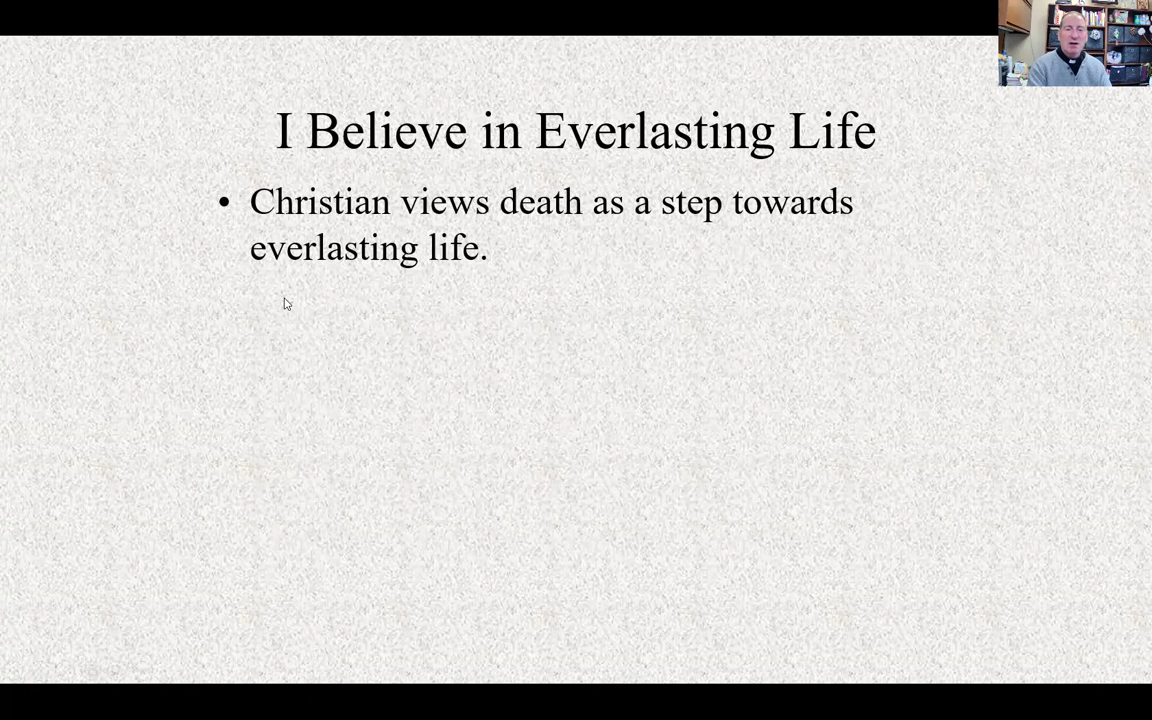 I Believe in Everlasting Life
• Christian views death as a step towards
everlasting life.